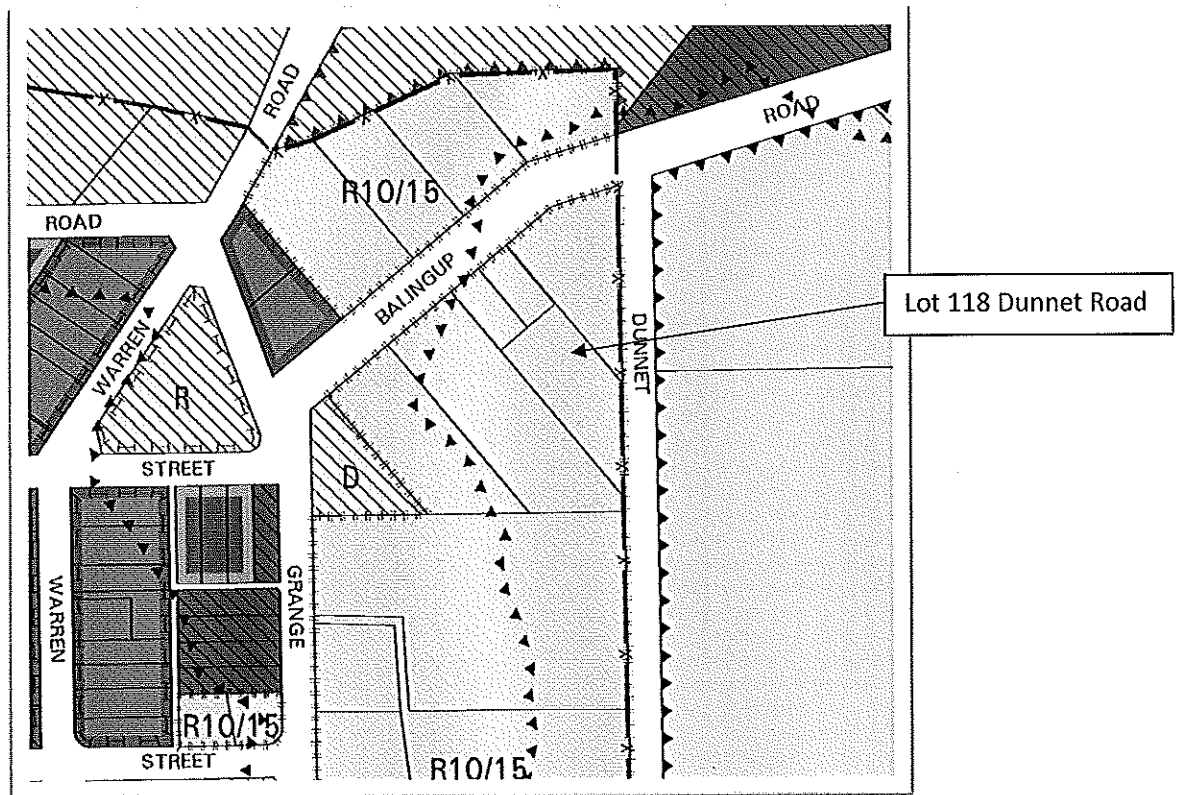 ROAD
ROAD
R10/15
ROAD
BALINGUP
Lot 118 Dunnet Road
DUNNET
WARREN
R
STREET
D
WARREN
GRANGE
R10/15
STREET
R10/15